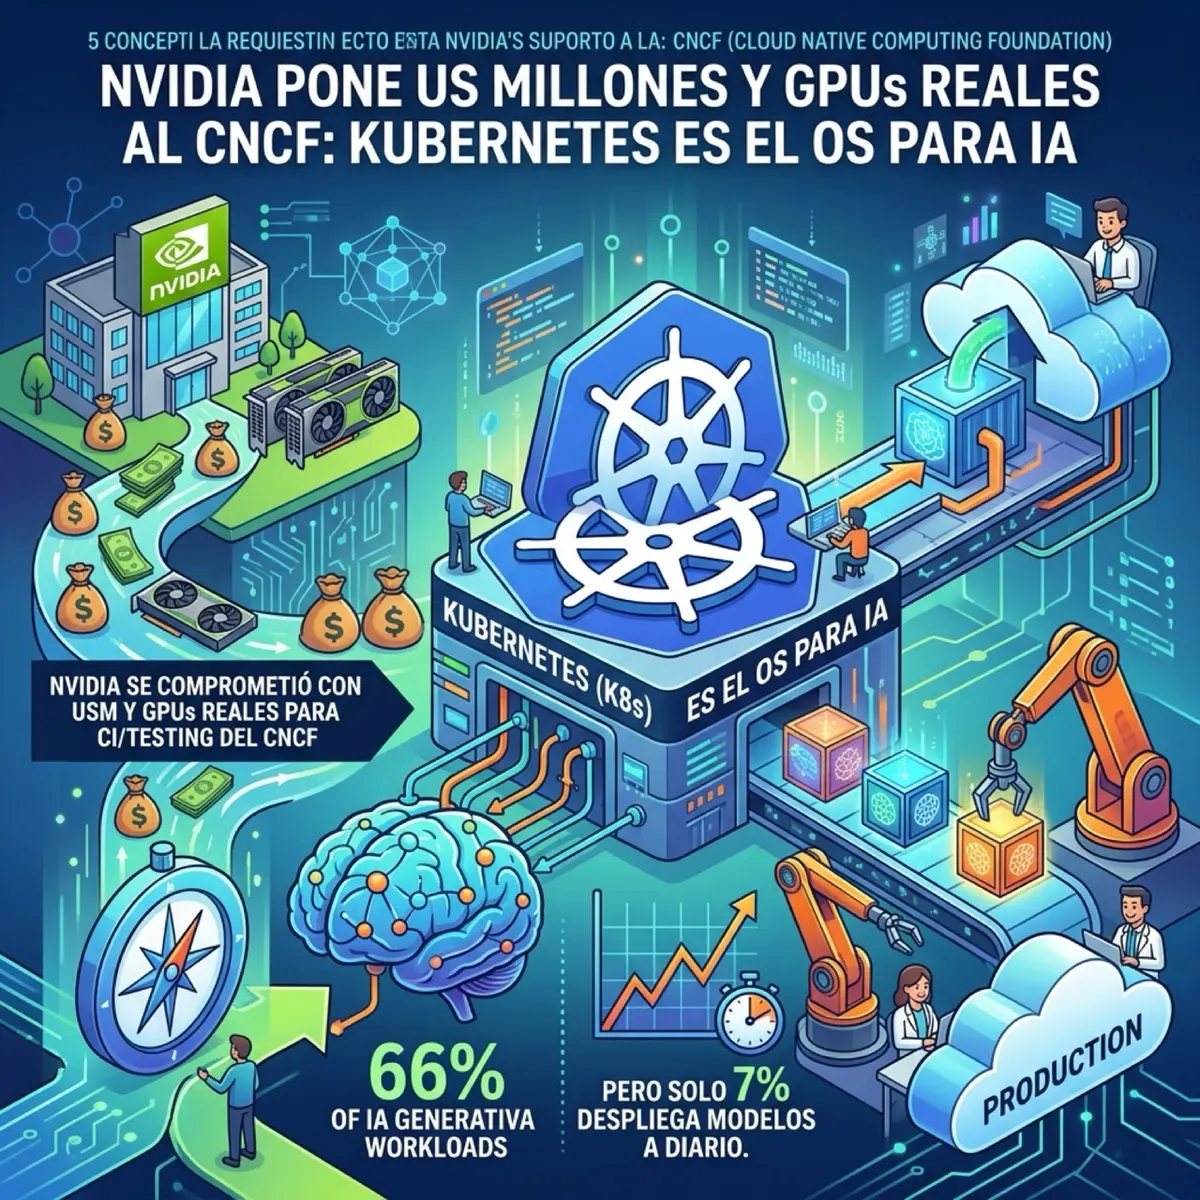 5 CONCEPTI LA REQUIESTIN ECTO ESTA NVIDIA'S SUPORTO A LA: CNCF (CLOUD NATIVE COMPUTING FOUNDATION)
NVIDIA PONE US MILLONES Y GPUs REALES
AL CNCF: KUBERNETES ES EL OS PARA IA
NVIDIA
KUBERNETES (K8s)
ES EL OS PARA IA
NVIDIA SE COMPROMETIÓ CON
USM Y GPUs REALES PARA
CI/TESTING DEL CNCF
66%
OF IA GENERATIVA
WORKLOADS
PERO SOLO 7%
DESPLIEGA MODELOS
A DIARIO.
PRODUCTION